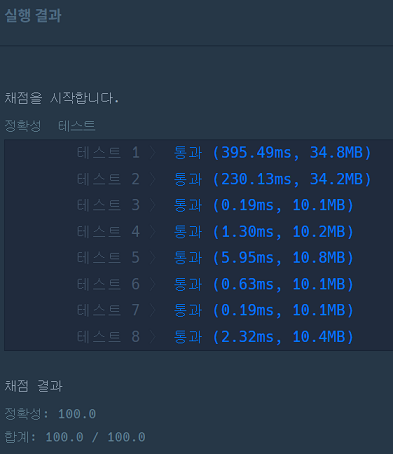 실행 결과
채점을 시작합니다.
정확성 테스트
테스트 1 > 통과 (395.49ms, 34.8MB)
테스트 2 > 통과 (230.13ms, 34.2MB)
테스트 3 > 통과 (0.19ms, 10.1MB)
테스트 4 > 통과 (1.30ms, 10.2MB)
테스트 5 > 통과 (5.95ms, 10.8MB)
테스트 6 > 통과 (0.63ms, 10.1MB)
테스트 7 > 통과 (0.19ms, 10.1MB)
테스트 8 > 통과 (2.32ms, 10.4MB)
채점 결과
정확성: 100.0
합계: 100.0 / 100.0